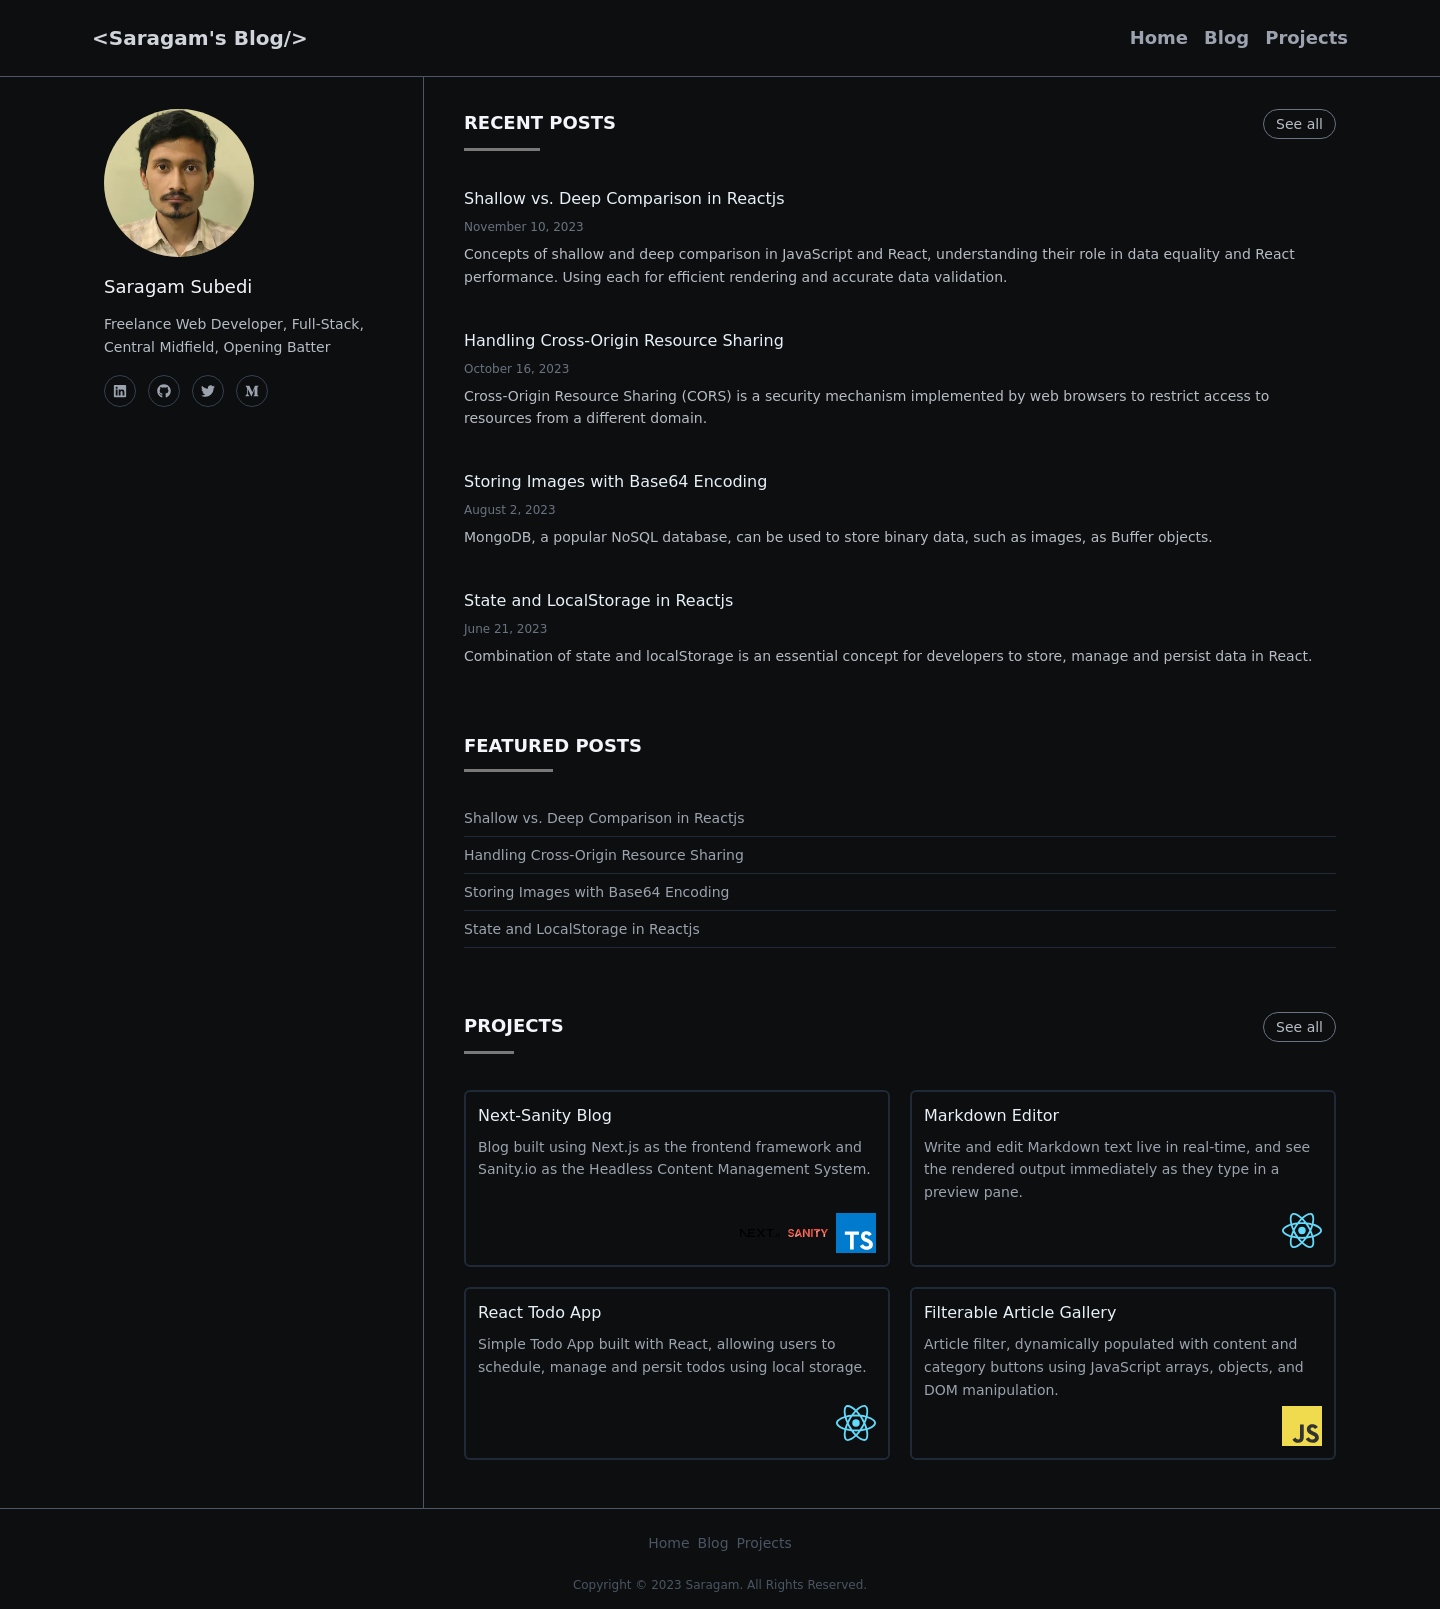 <Saragam's Blog/>
Home Blog Projects
Saragam Subedi
Freelance Web Developer, Full-Stack,
Central Midfield, Opening Batter
in
M
RECENT POSTS
See all
Shallow vs. Deep Comparison in Reactjs
November 10, 2023
Concepts of shallow and deep comparison in JavaScript and React, understanding their role in data equality and React
performance. Using each for efficient rendering and accurate data validation.
Handling Cross-Origin Resource Sharing
October 16, 2023
Cross-Origin Resource Sharing (CORS) is a security mechanism implemented by web browsers to restrict access to
resources from a different domain.
Storing Images with Base64 Encoding
August 2, 2023
MongoDB, a popular NoSQL database, can be used to store binary data, such as images, as Buffer objects.
State and LocalStorage in Reactjs
June 21, 2023
Combination of state and localStorage is an essential concept for developers to store, manage and persist data in React.
FEATURED POSTS
Shallow vs. Deep Comparison in Reactjs
Handling Cross-Origin Resource Sharing
Storing Images with Base64 Encoding
State and LocalStorage in Reactjs
PROJECTS
See all
Next-Sanity Blog
Blog built using Next.js as the frontend framework and
Sanity.io as the Headless Content Management System.
NEXT.js SANITY TS
Markdown Editor
Write and edit Markdown text live in real-time, and see
the rendered output immediately as they type in a
preview pane.
React Todo App
Simple Todo App built with React, allowing users to
schedule, manage and persit todos using local storage.
Filterable Article Gallery
Article filter, dynamically populated with content and
category buttons using JavaScript arrays, objects, and
DOM manipulation.
JS
Home Blog Projects
Copyright © 2023 Saragam. All Rights Reserved.